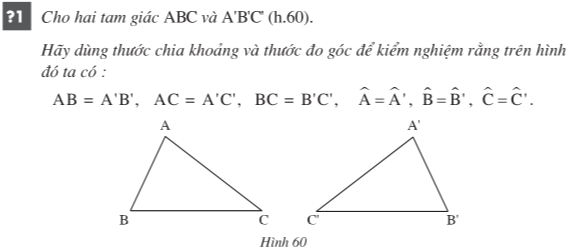 ?1 Cho hai tam giác ABC và A'B'C' (h.60).
Hãy dùng thước chia khoảng và thước đo góc để kiểm nghiệm rằng trên hình
đó ta có :
AB = A'B', AC = A'C', BC = B'C', Â = Â', B̂ = B̂', Ĉ = Ĉ'.
A A'
B C C' B'
Hình 60